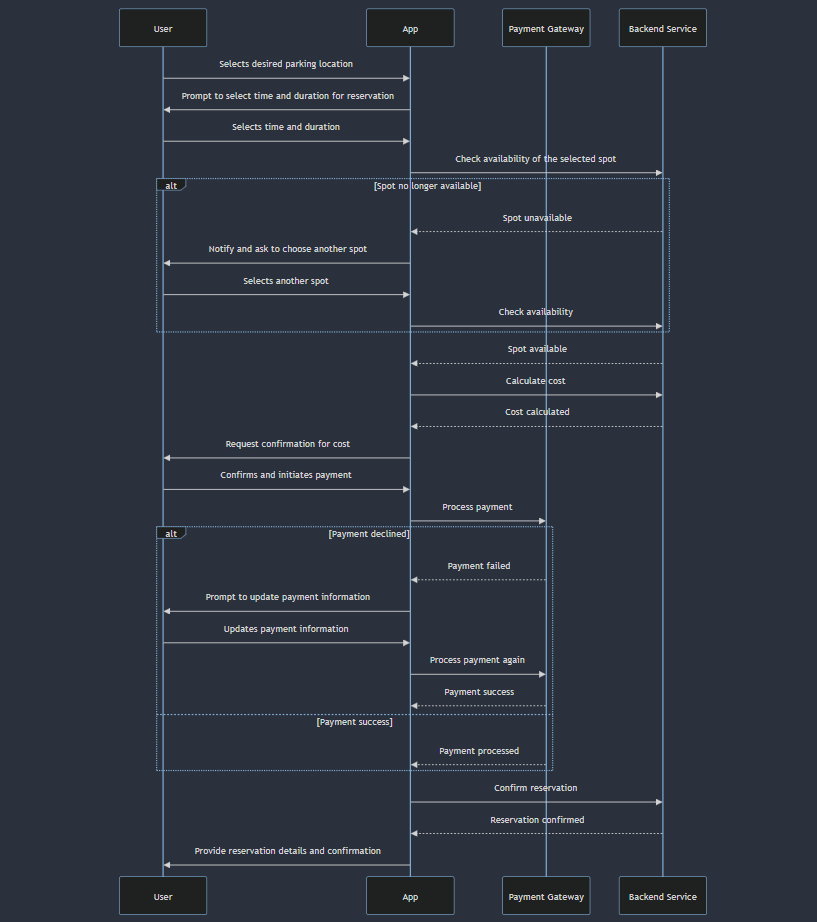 User
App
Payment Gateway
Backend Service
Selects desired parking location
Prompt to select time and duration for reservation
Selects time and duration
Check availability of the selected spot
alt
[Spot no longer available]
Spot unavailable
Notify and ask to choose another spot
Selects another spot
Check availability
Spot available
Calculate cost
Cost calculated
Request confirmation for cost
Confirms and initiates payment
Process payment
alt
[Payment declined]
Payment failed
Prompt to update payment information
Updates payment information
Process payment again
Payment success
[Payment success]
Payment processed
Confirm reservation
Reservation confirmed
Provide reservation details and confirmation
User
App
Payment Gateway
Backend Service